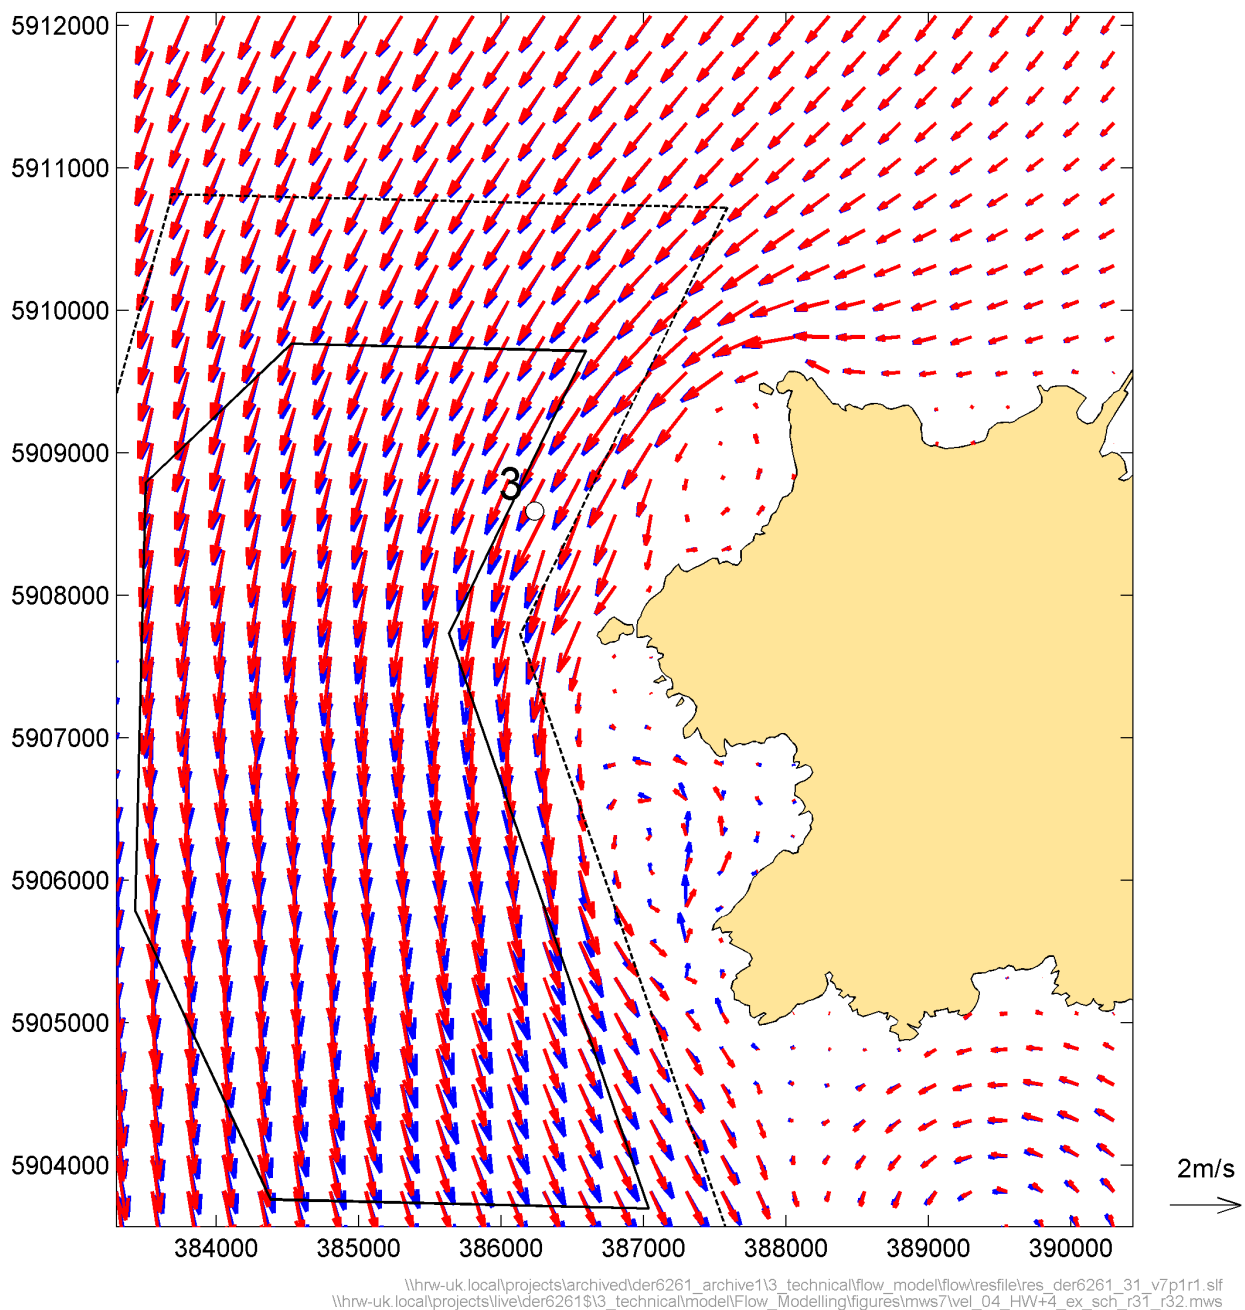 5912000
5911000
5910000
5909000
3
5908000
5907000
5906000
5905000
5904000
2m/s
384000 385000 386000 387000 388000 389000 390000
\\hrw-uk.local\projects\archived\der6261_archive1\3_technical\flow_model\flow\resfile\res_der6261_31_v7p1r1.slf
\\hrw-uk.local\projects\live\der6261$\3_technical\model\Flow_Modelling\figures\mws7\vel_04_HW+4_ex_sch_r31_r32.mws